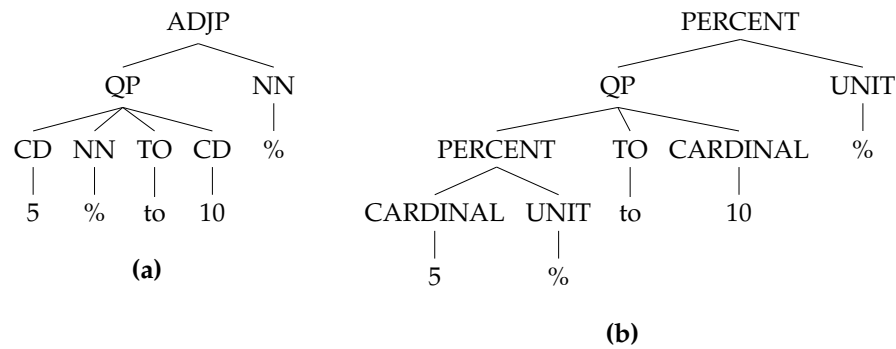 ADJP PERCENT
QP NN QP UNIT
CD NN TO CD % PERCENT TO CARDINAL %
5 % to 10 CARDINAL UNIT to 10
(a) 5 %
(b)